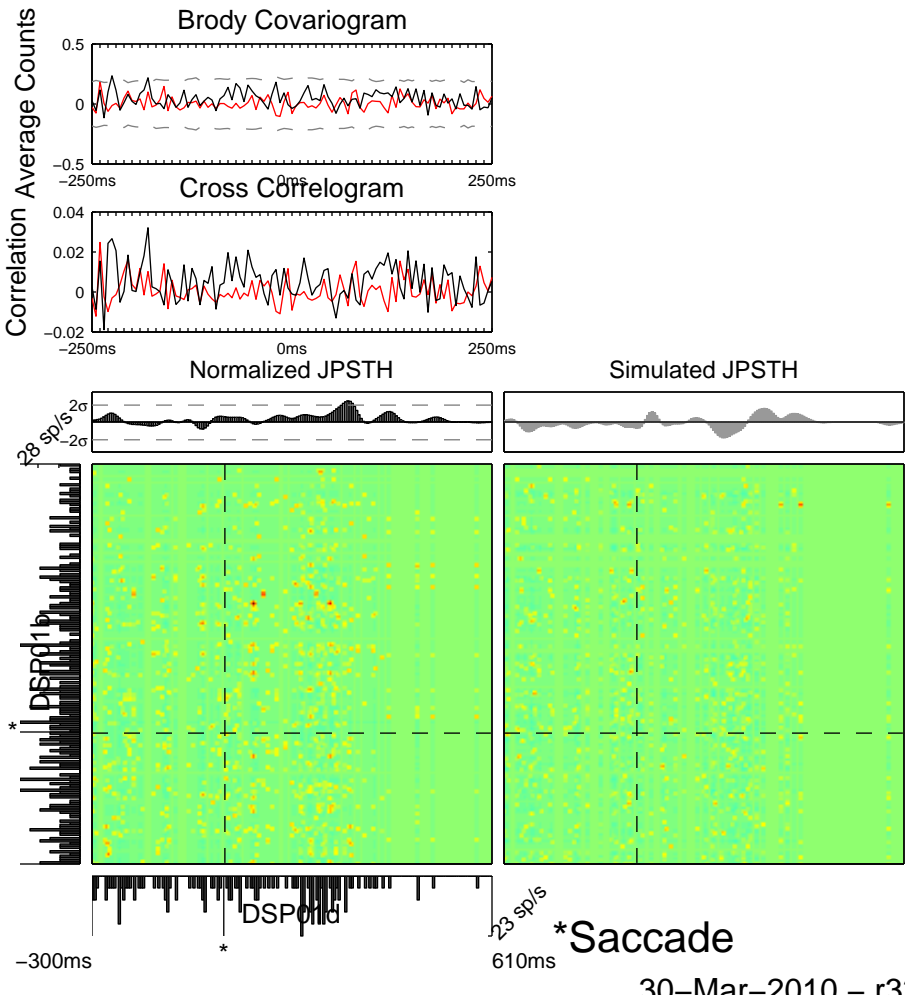 Brody Covariogram
Average Counts
0.5
0
−0.5
−250ms
0ms
250ms
Cross Correlogram
Correlation
0.04
0.02
0
−0.02
−250ms
0ms
250ms
Normalized JPSTH
Simulated JPSTH
2σ
−2σ
28 sp/s
DSP01b
*
DSP01d
23 sp/s
*
−300ms
610ms
*Saccade
30−Mar−2010 −